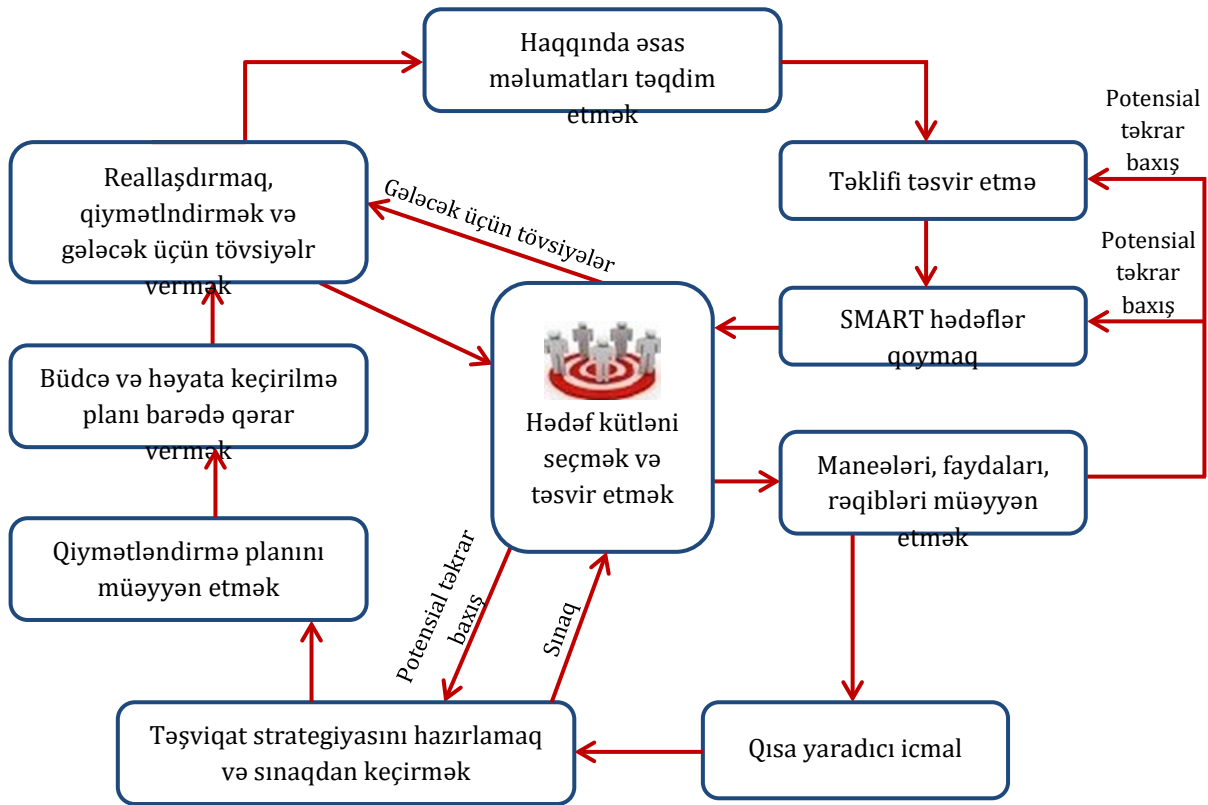 Haqqında əsas
məlumatları təqdim
etmək
Potensial
təkrar
baxış
Təklifi təsvir etmə
Reallaşdırmaq,
qiymətlndirmək və
gələcək üçün tövsiyəlr
vermək
Gələcək üçün tövsiyələr
Potensial
təkrar
baxış
SMART hədəflər
qoymaq
Büdcə və həyata keçirilmə
planı barədə qərar
vermək
Hədəf kütləni
seçmək və
təsvir etmək
Maneələri, faydaları,
rəqibləri müəyyən
etmək
Qiymətləndirmə planını
müəyyən etmək
Potensial təkrar
baxış
Sınaq
Təşviqat strategiyasını hazırlamaq
və sınaqdan keçirmək
Qısa yaradıcı icmal